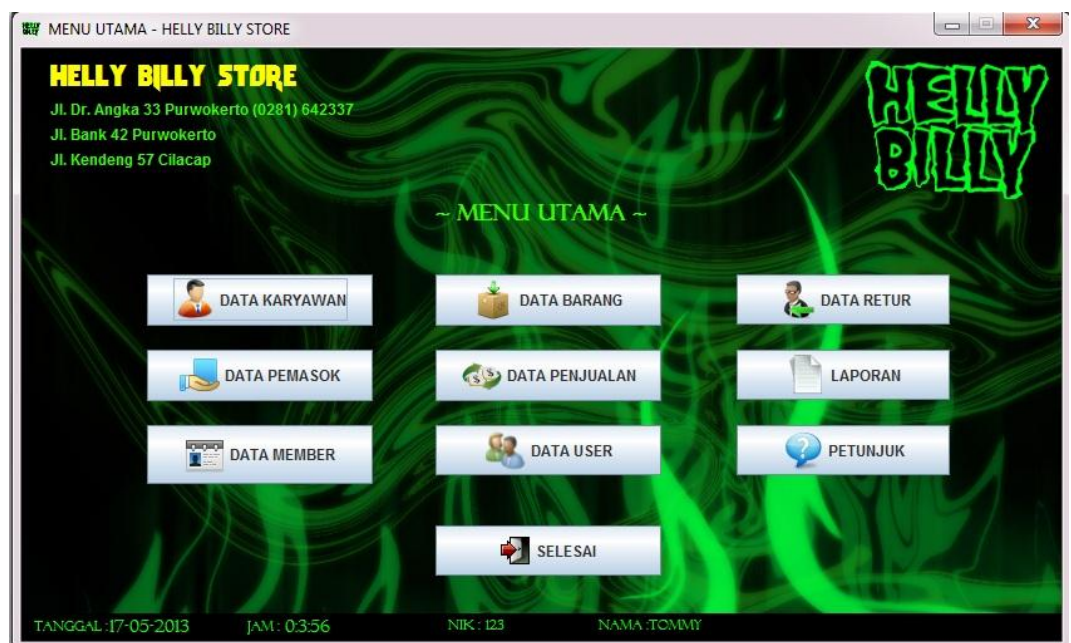 MENU UTAMA - HELLY BILLY STORE
HELLY BILLY STORE
Jl. Dr. Angka 33 Purwokerto (0281) 642337
Jl. Bank 42 Purwokerto
Jl. Kendeng 57 Cilacap
HELLY
BILLY
~ MENU UTAMA ~
DATA KARYAWAN
DATA BARANG
DATA RETUR
DATA PEMASOK
DATA PENJUALAN
LAPORAN
DATA MEMBER
DATA USER
PETUNJUK
SELESAI
TANGGAL :17-05-2013 JAM : 0:3:56 NIK : 123 NAMA :TOMMY